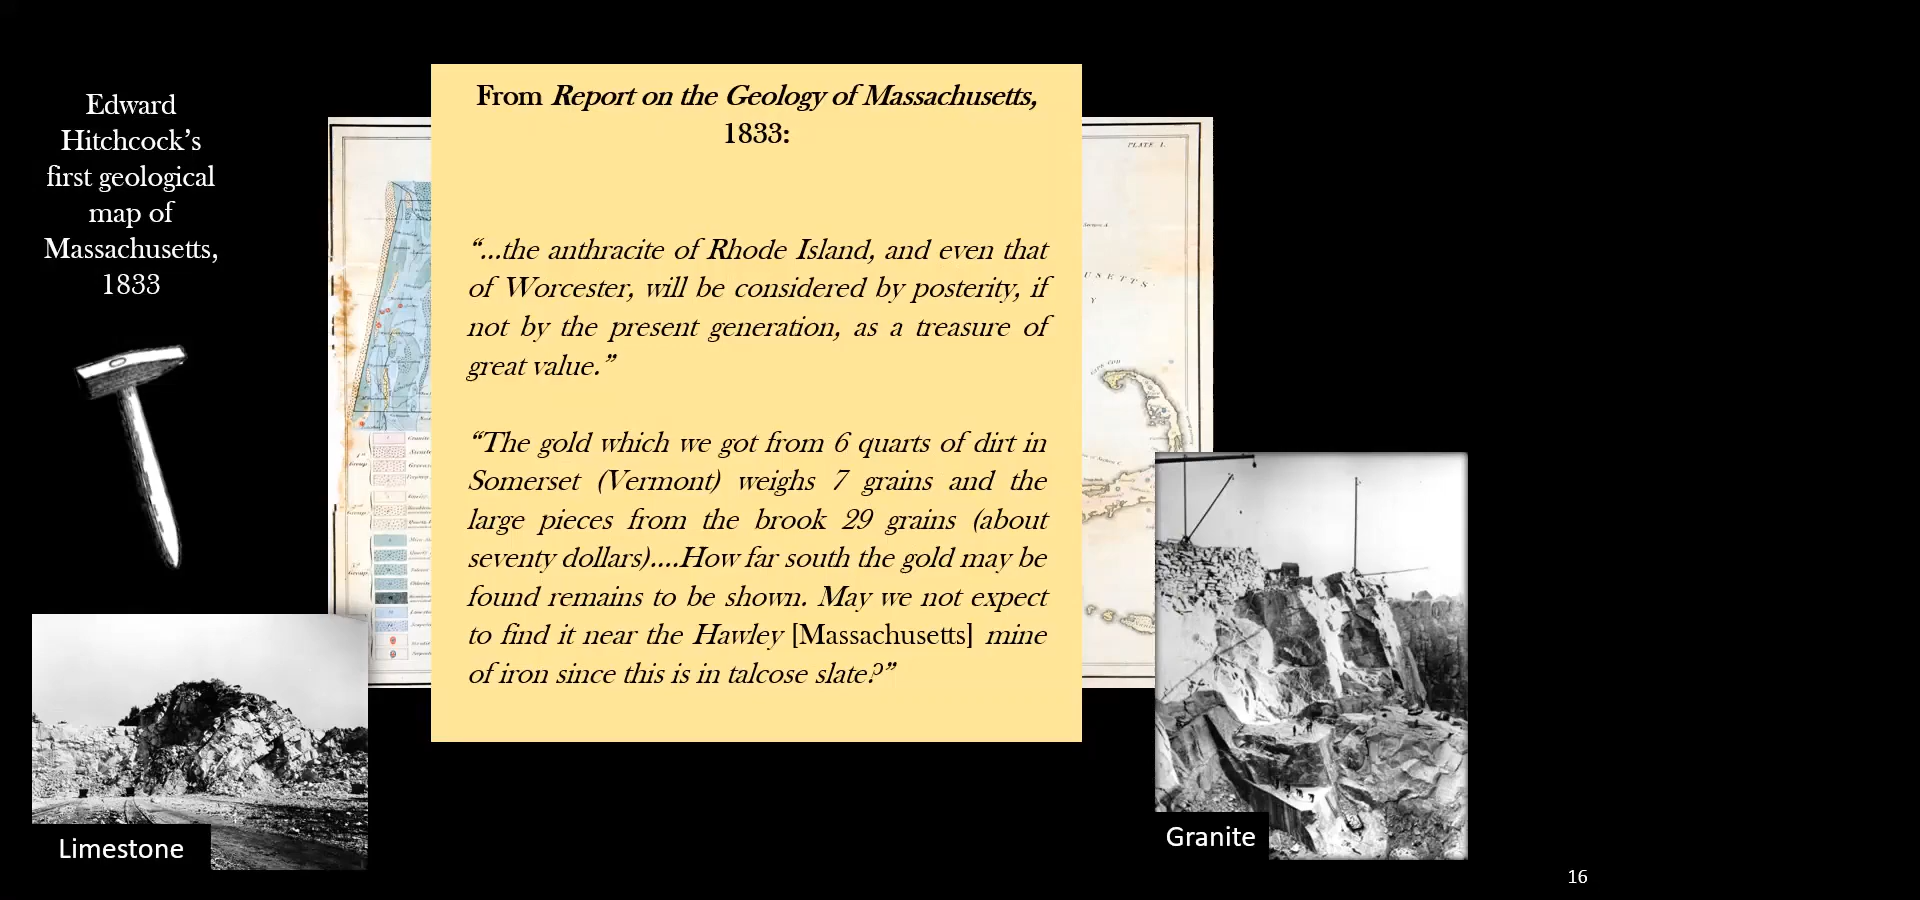 Edward
Hitchcock’s
first geological
map of
Massachusetts,
1833
From Report on the Geology of Massachusetts,
1833:
“...the anthracite of Rhode Island, and even that
of Worcester, will be considered by posterity, if
not by the present generation, as a treasure of
great value.”
“The gold which we got from 6 quarts of dirt in
Somerset (Vermont) weighs 7 grains and the
large pieces from the brook 29 grains (about
seventy dollars)....How far south the gold may be
found remains to be shown. May we not expect
to find it near the Hawley [Massachusetts] mine
of iron since this is in talcose slate?”
PLATE I.
USETTS
Y
CAPE COD
Limestone
Granite
16